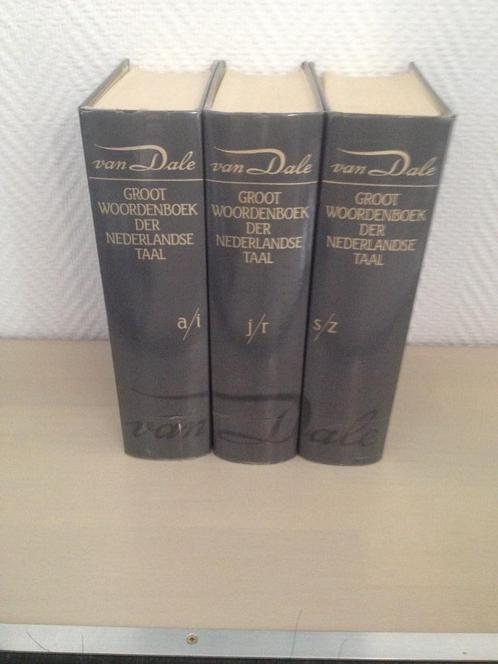 van Dale
GROOT
WOORDENBOEK
DER
NEDERLANDSE
TAAL
a/i
van Dale
GROOT
WOORDENBOEK
DER
NEDERLANDSE
TAAL
j/r
van Dale
GROOT
WOORDENBOEK
DER
NEDERLANDSE
TAAL
s/z
van Dale